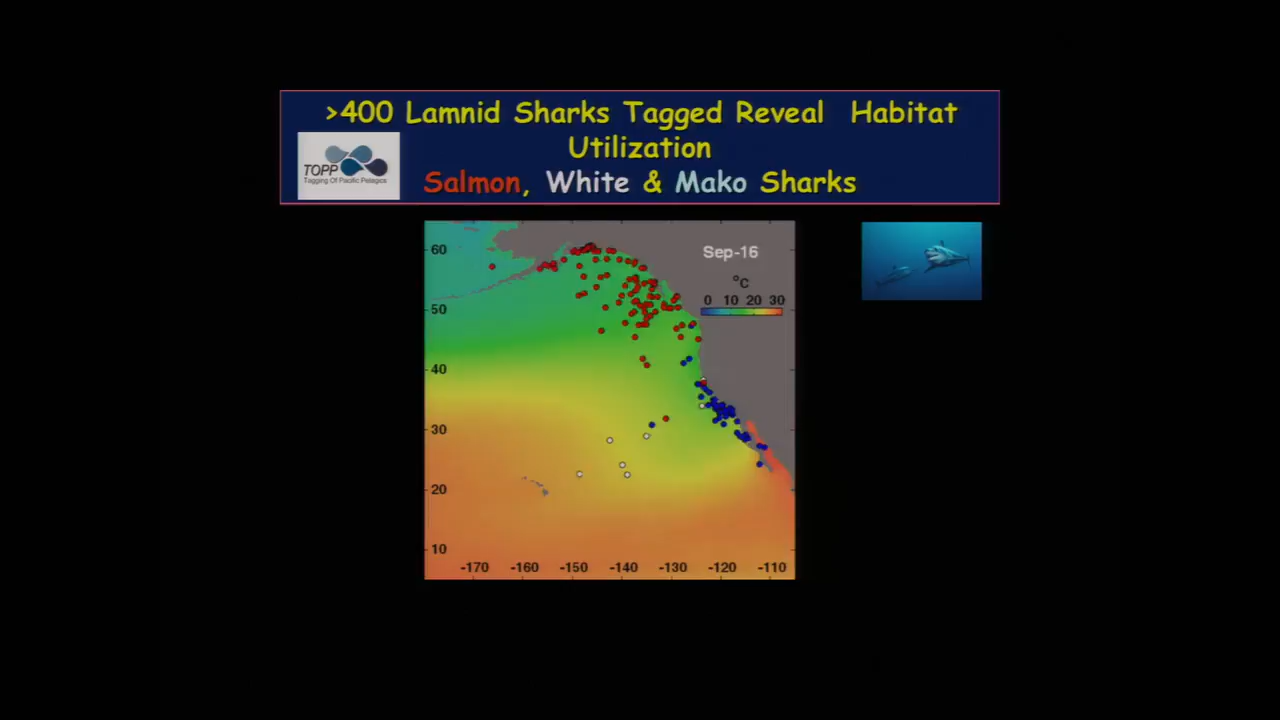 >400 Lamnid Sharks Tagged Reveal Habitat
Utilization
Salmon, White & Mako Sharks
TOPP
Tagging Of Pacific Pelagics
Sep-16
°C
0 10 20 30
60
50
40
30
20
10
-170 -160 -150 -140 -130 -120 -110